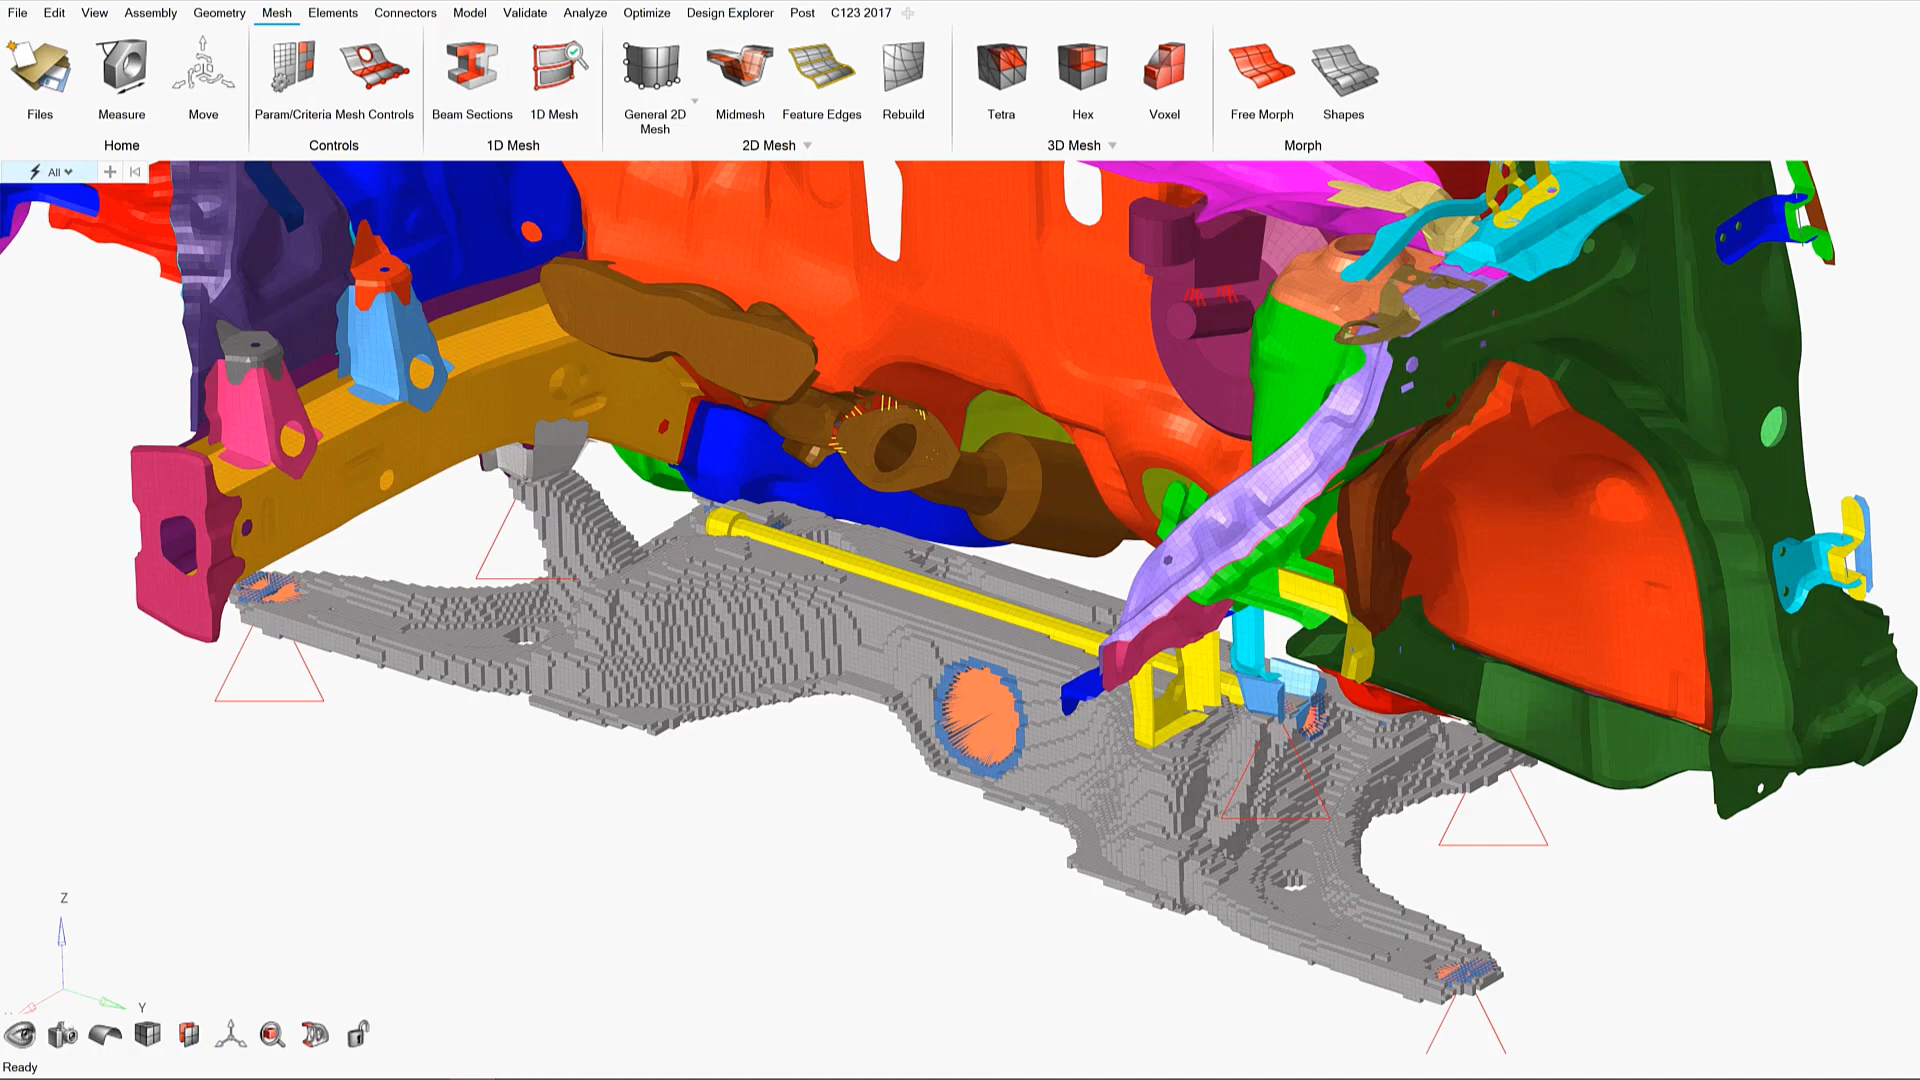 File Edit View Assembly Geometry Mesh Elements Connectors Model Validate Analyze Optimize Design Explorer Post C123 2017
Files Measure Move Param/Criteria Mesh Controls Beam Sections 1D Mesh General 2D Mesh Midmesh Feature Edges Rebuild Tetra Hex Voxel Free Morph Shapes
Home Controls 1D Mesh 2D Mesh 3D Mesh Morph
All
Z
Y
Ready